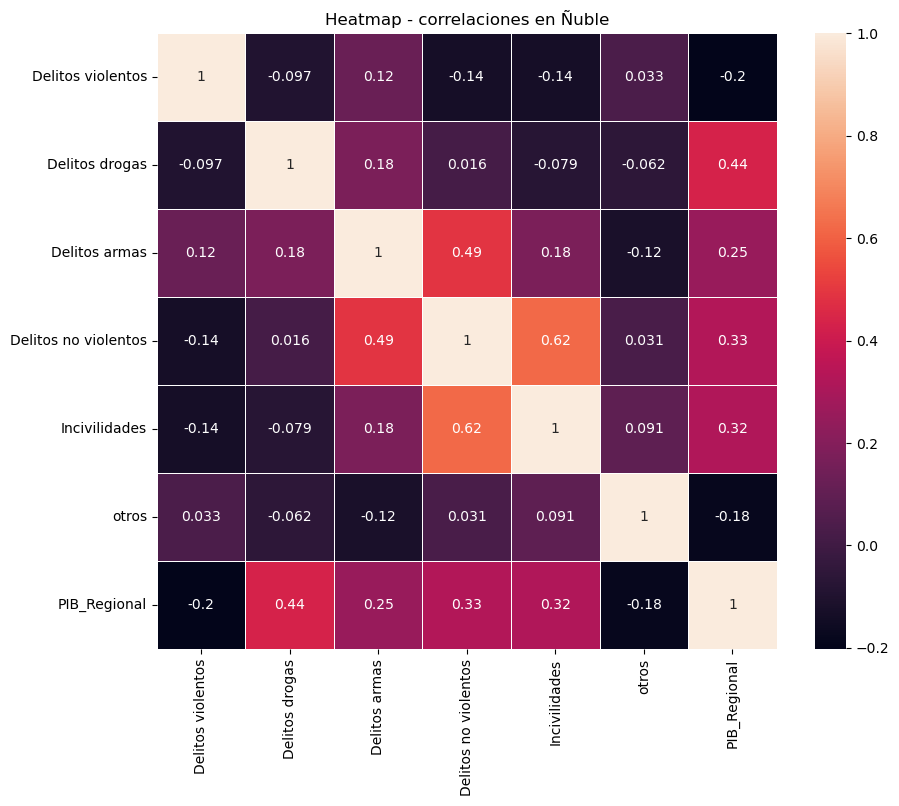 Heatmap - correlaciones en Ñuble
Delitos violentos 1 -0.097 0.12 -0.14 -0.14 0.033 -0.2
Delitos drogas -0.097 1 0.18 0.016 -0.079 -0.062 0.44
Delitos armas 0.12 0.18 1 0.49 0.18 -0.12 0.25
Delitos no violentos -0.14 0.016 0.49 1 0.62 0.031 0.33
Incivilidades -0.14 -0.079 0.18 0.62 1 0.091 0.32
otros 0.033 -0.062 -0.12 0.031 0.091 1 -0.18
PIB_Regional -0.2 0.44 0.25 0.33 0.32 -0.18 1
Delitos violentos
Delitos drogas
Delitos armas
Delitos no violentos
Incivilidades
otros
PIB_Regional
1.0
0.8
0.6
0.4
0.2
0.0
−0.2